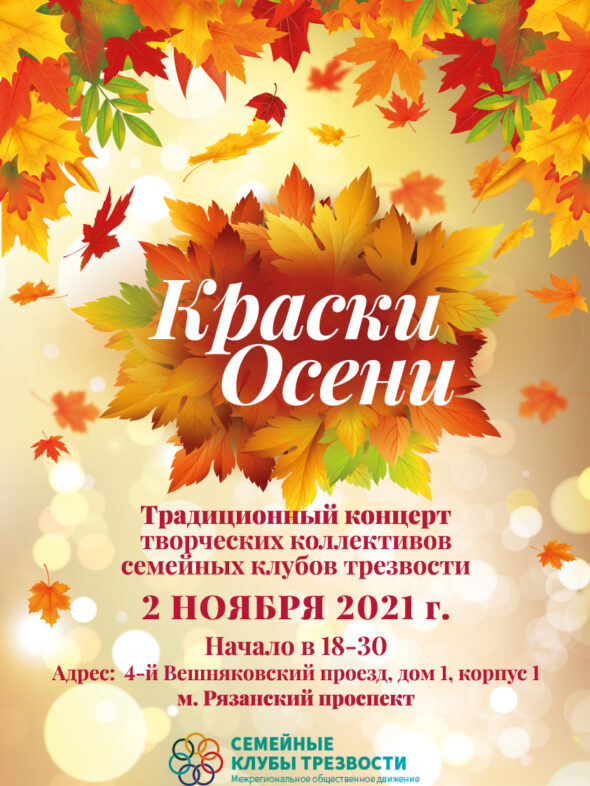 Краски
Осени
Традиционный концерт
творческих коллективов
семейных клубов трезвости
2 НОЯБРЯ 2021 г.
Начало в 18-30
Адрес: 4-й Вешняковский проезд, дом 1, корпус 1
м. Рязанский проспект
СЕМЕЙНЫЕ
КЛУБЫ ТРЕЗВОСТИ
Межрегиональное общественное движение